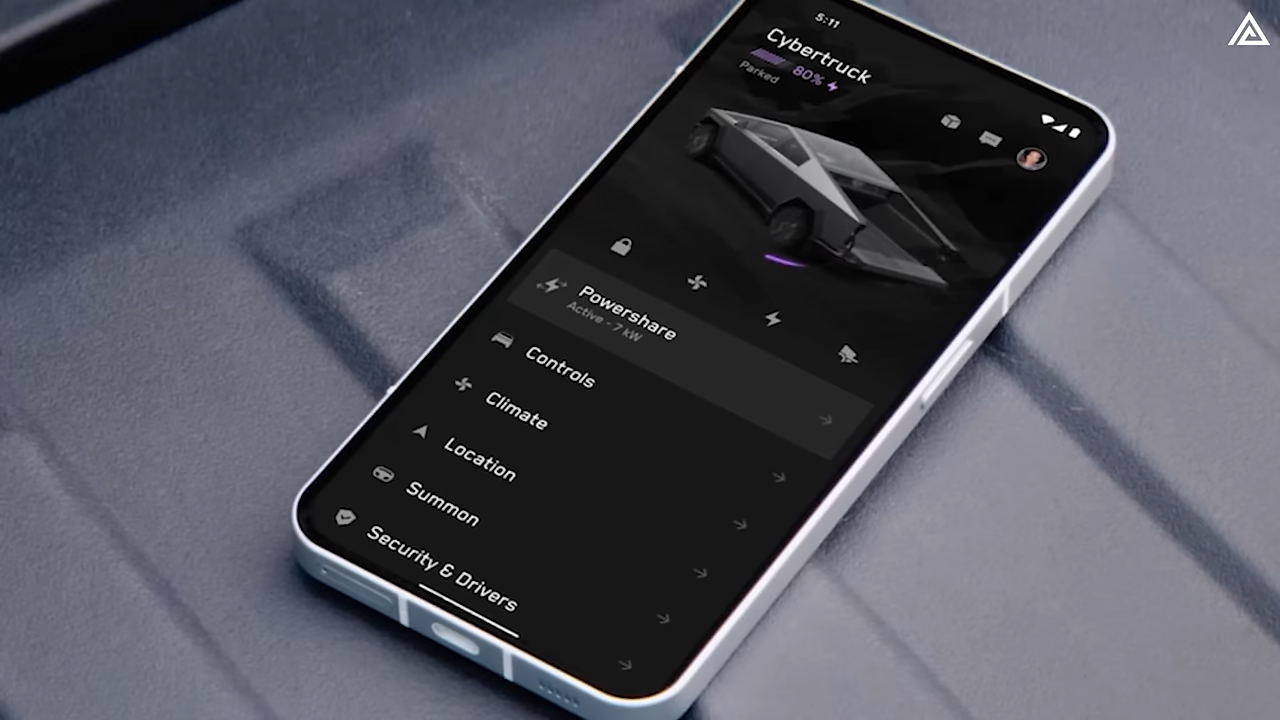 5:11
Cybertruck
80%
Parked
Powershare
Active - 7 kW
Controls
Climate
Location
Summon
Security & Drivers